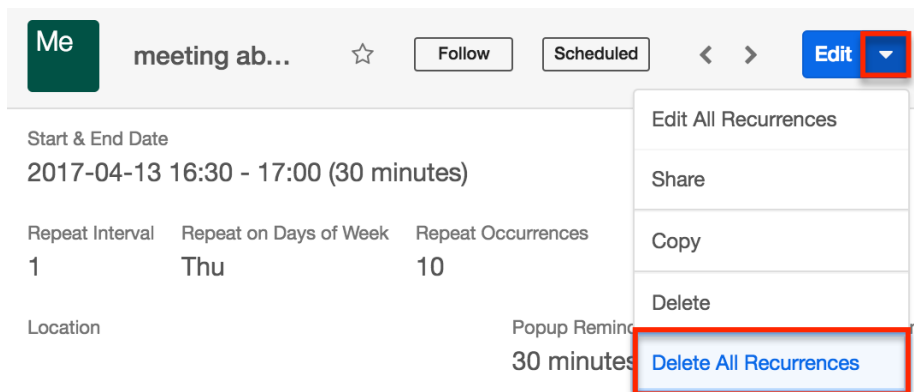 Me
meeting ab...
Follow
Scheduled
Edit
Edit All Recurrences
Share
Copy
Delete
Delete All Recurrences
Start & End Date
2017-04-13 16:30 - 17:00 (30 minutes)
Repeat Interval
1
Repeat on Days of Week
Thu
Repeat Occurrences
10
Location
Popup
30 minutes